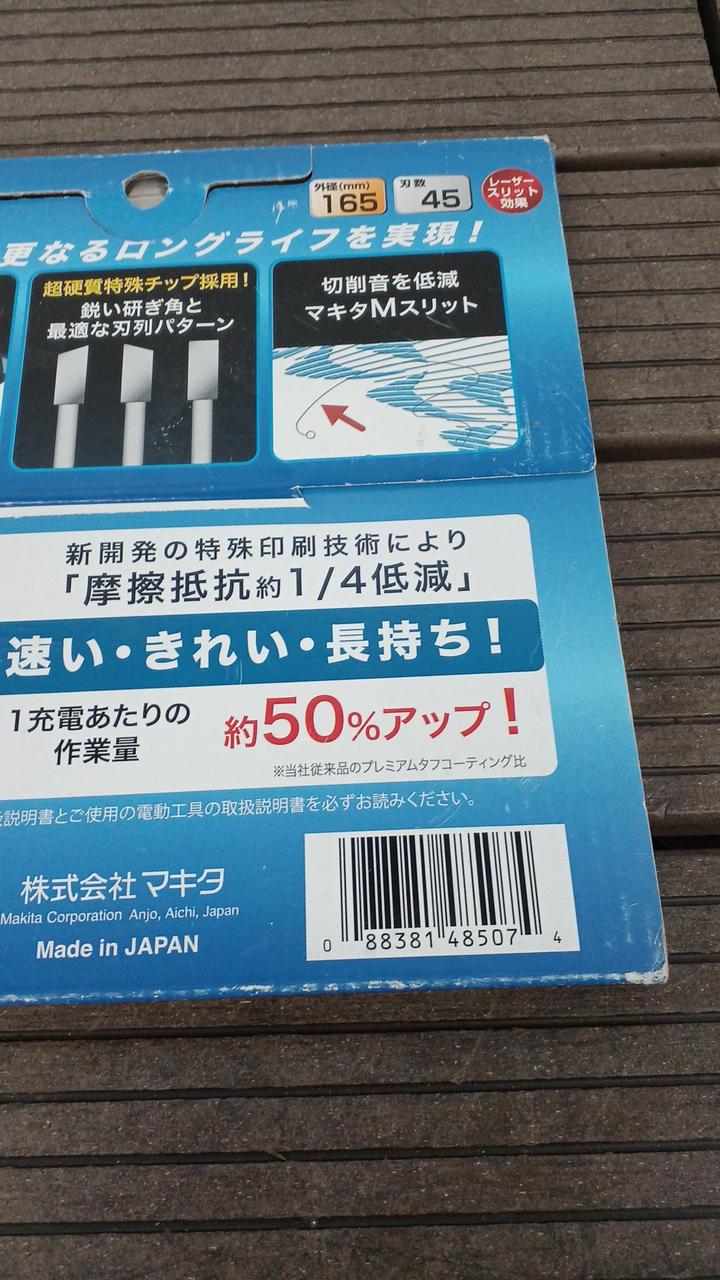 外径(mm)
165
刃数
45
レーザー
スリット
効果
更なるロングライフを実現！
超硬質特殊チップ採用！
鋭い研ぎ角と
最適な刃列パターン
切削音を低減
マキタMスリット
新開発の特殊印刷技術により
「摩擦抵抗約1/4低減」
速い・きれい・長持ち！
1充電あたりの
作業量
約50%アップ！
※当社従来品のプレミアムタフコーティング比
扱説明書とご使用の電動工具の取扱説明書を必ずお読みください。
株式会社マキタ
Makita Corporation Anjo, Aichi, Japan
Made in JAPAN
0 88381 48507 4